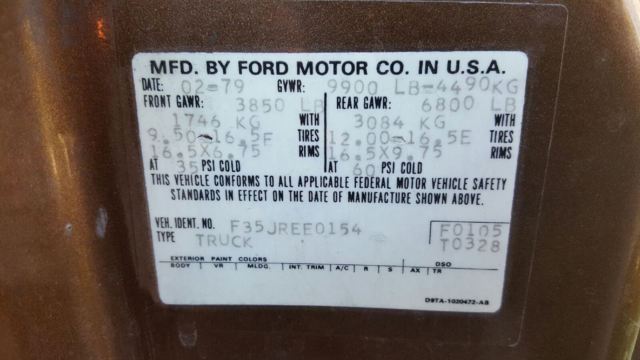 MFD. BY FORD MOTOR CO. IN U.S.A.
DATE: 02-79 GVWR: 9900 LB-4490KG
FRONT GAWR: 3850 LB REAR GAWR: 6800 LB
1746 KG WITH 3084 KG WITH
9.50-16.5E TIRES 12.00-16.5E TIRES
16.5X6.75 RIMS 16.5X9.75 RIMS
AT 35 PSI COLD AT 60 PSI COLD
THIS VEHICLE CONFORMS TO ALL APPLICABLE FEDERAL MOTOR VEHICLE SAFETY
STANDARDS IN EFFECT ON THE DATE OF MANUFACTURE SHOWN ABOVE.
VEH. IDENT. NO. F35JREE0154 F0105
TYPE TRUCK T0328
EXTERIOR PAINT COLORS DSO
BODY VR MLDG. INT. TRIM A/C R S AX TR
D9TA-1020472-AB